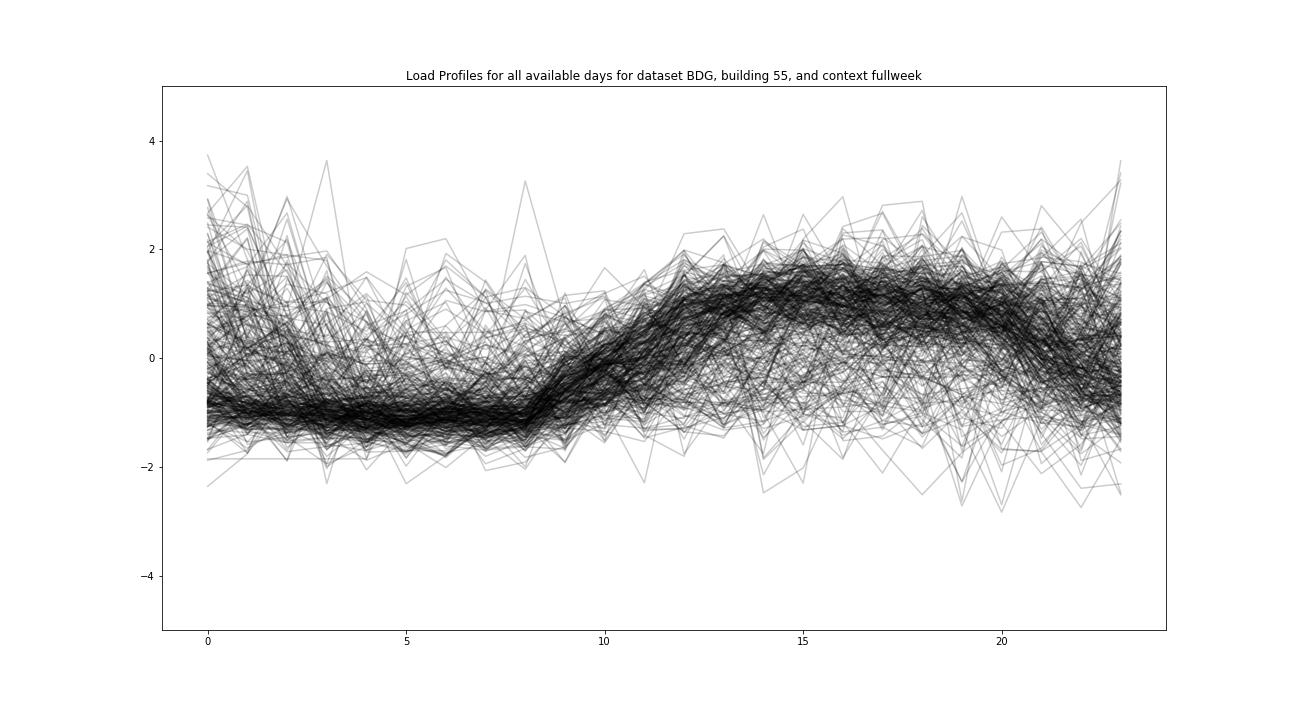 Load Profiles for all available days for dataset BDG, building 55, and context fullweek
4
2
0
−2
−4
0 5 10 15 20